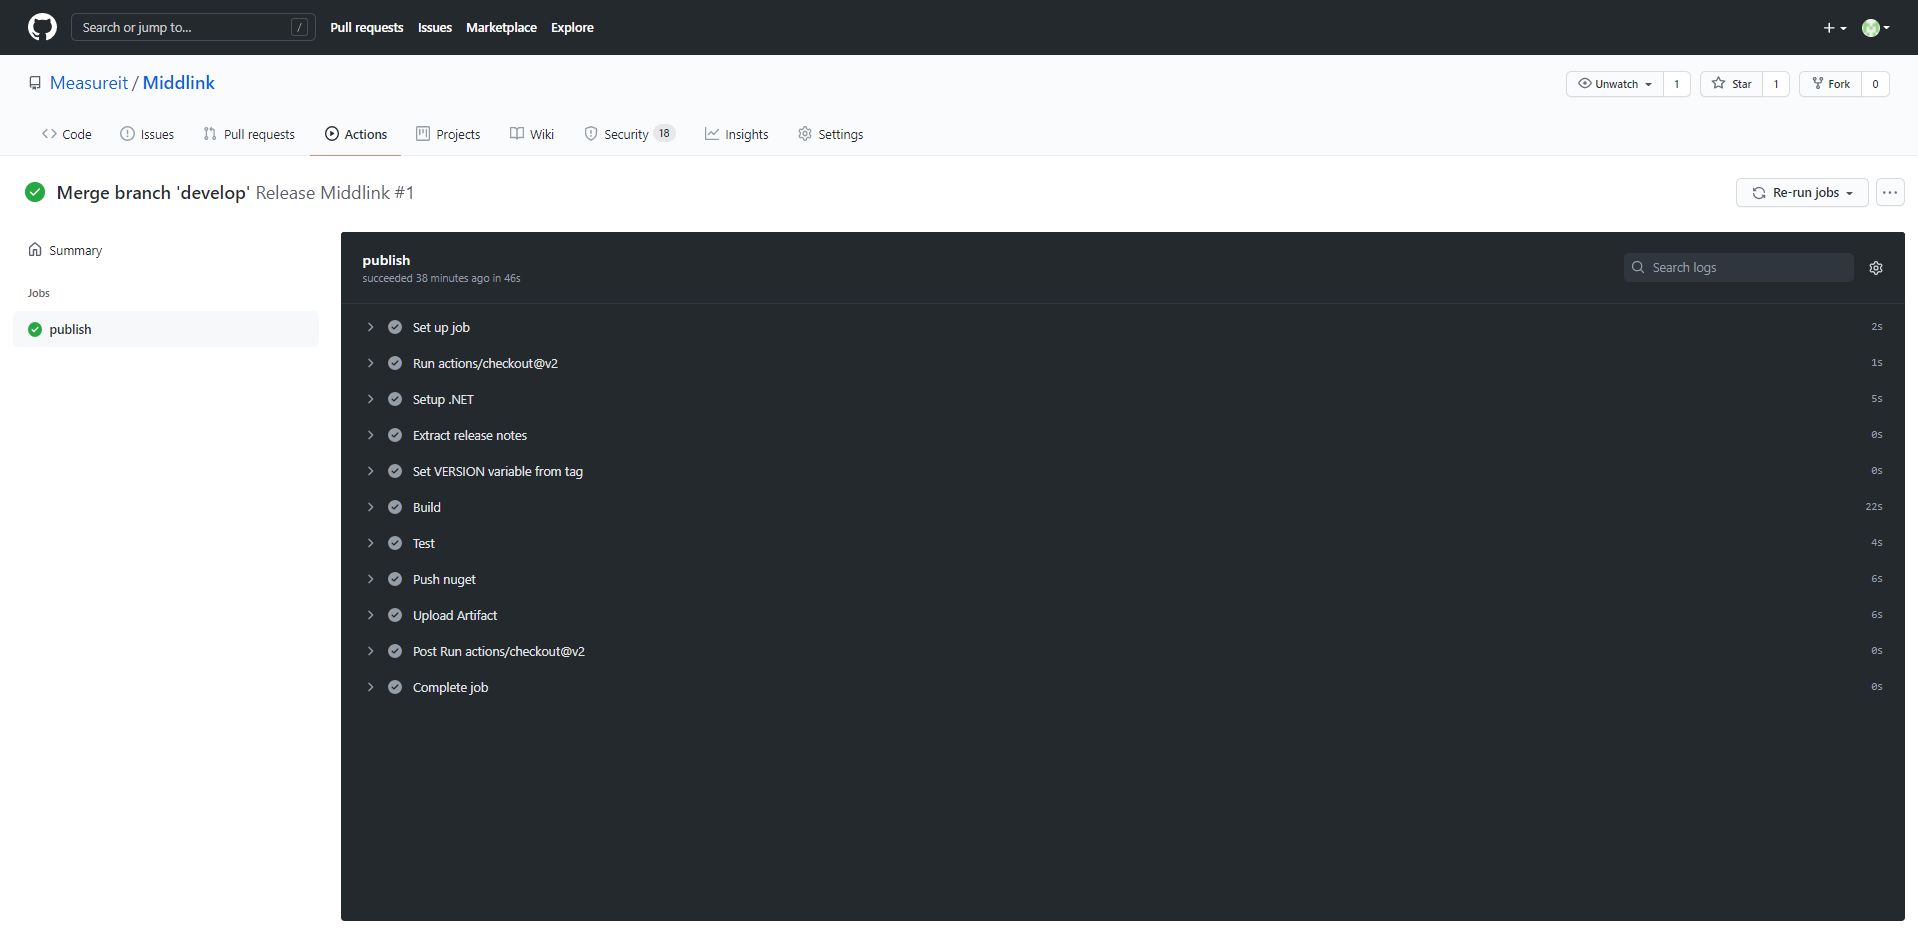 Search or jump to... / Pull requests Issues Marketplace Explore
Measureit / Middlink Unwatch 1 Star 1 Fork 0
Code Issues Pull requests Actions Projects Wiki Security 18 Insights Settings
Merge branch 'develop' Release Middlink #1 Re-run jobs
Summary
Jobs
publish
publish
succeeded 38 minutes ago in 46s
Search logs
Set up job 2s
Run actions/checkout@v2 1s
Setup .NET 5s
Extract release notes 0s
Set VERSION variable from tag 0s
Build 22s
Test 4s
Push nuget 6s
Upload Artifact 6s
Post Run actions/checkout@v2 0s
Complete job 0s